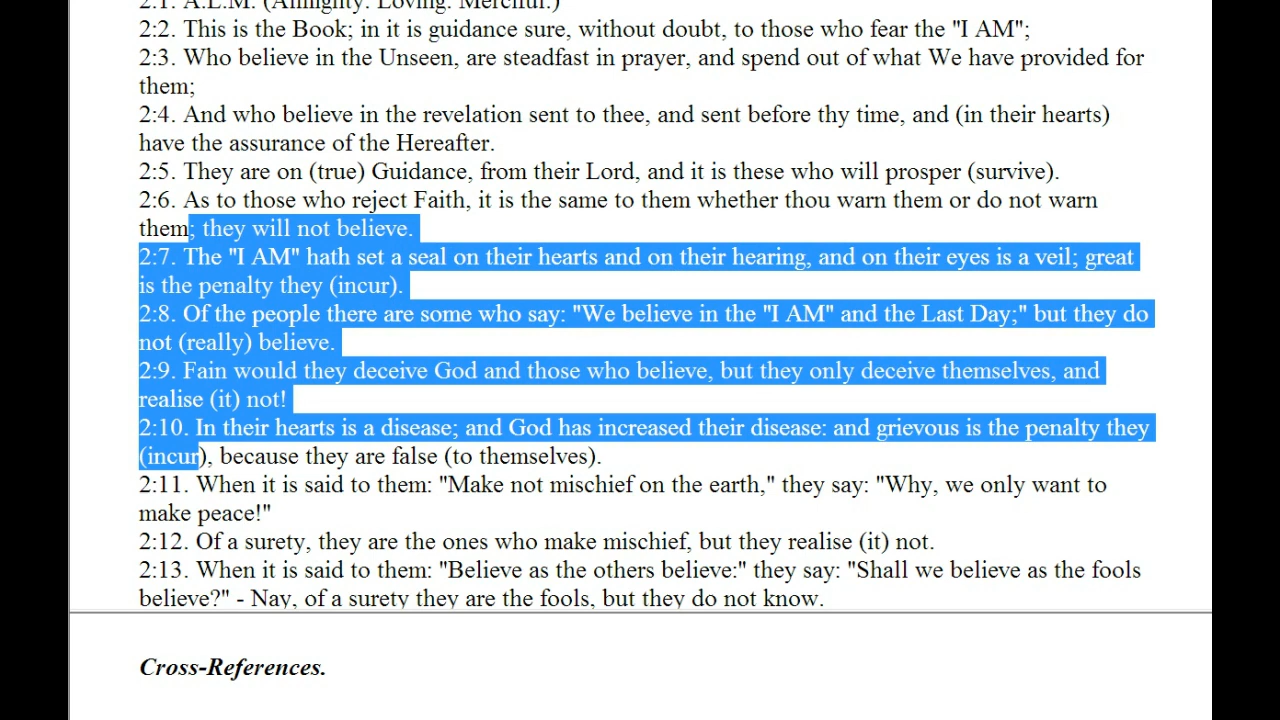 2:1. A.L.M. (Almighty. Loving. Merciful.)
2:2. This is the Book; in it is guidance sure, without doubt, to those who fear the "I AM";
2:3. Who believe in the Unseen, are steadfast in prayer, and spend out of what We have provided for
them;
2:4. And who believe in the revelation sent to thee, and sent before thy time, and (in their hearts)
have the assurance of the Hereafter.
2:5. They are on (true) Guidance, from their Lord, and it is these who will prosper (survive).
2:6. As to those who reject Faith, it is the same to them whether thou warn them or do not warn
them; they will not believe.
2:7. The "I AM" hath set a seal on their hearts and on their hearing, and on their eyes is a veil; great
is the penalty they (incur).
2:8. Of the people there are some who say: "We believe in the "I AM" and the Last Day;" but they do
not (really) believe.
2:9. Fain would they deceive God and those who believe, but they only deceive themselves, and
realise (it) not!
2:10. In their hearts is a disease; and God has increased their disease: and grievous is the penalty they
(incur), because they are false (to themselves).
2:11. When it is said to them: "Make not mischief on the earth," they say: "Why, we only want to
make peace!"
2:12. Of a surety, they are the ones who make mischief, but they realise (it) not.
2:13. When it is said to them: "Believe as the others believe:" they say: "Shall we believe as the fools
believe?" - Nay, of a surety they are the fools, but they do not know.
Cross-References.